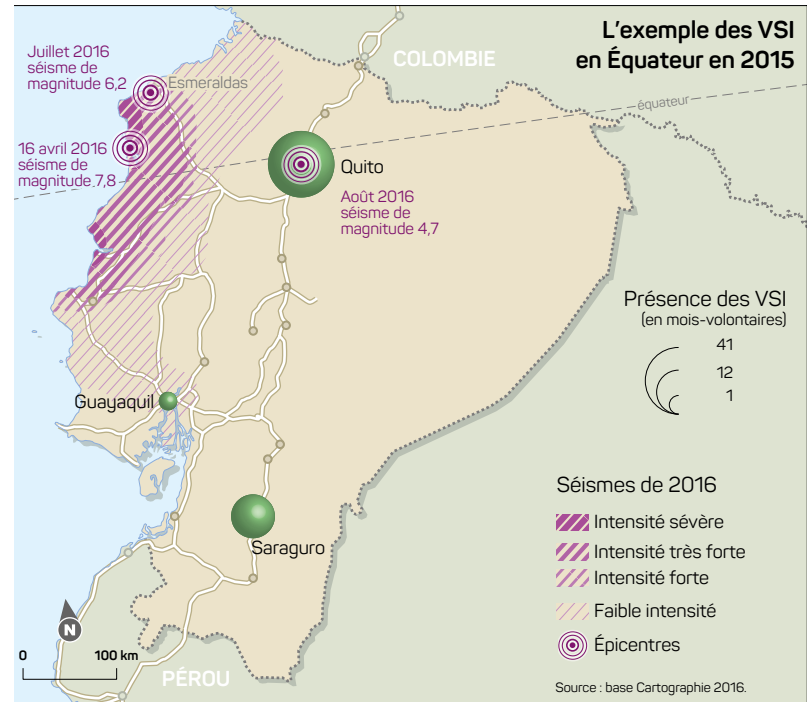 L'exemple des VSI
en Équateur en 2015
COLOMBIE
Juillet 2016
séisme de
magnitude 6,2
Esmeraldas
équateur
16 avril 2016
séisme de
magnitude 7,8
Quito
Août 2016
séisme de
magnitude 4,7
Présence des VSI
(en mois-volontaires)
41
12
1
Guayaquil
Saraguro
Séismes de 2016
Intensité sévère
Intensité très forte
Intensité forte
Faible intensité
Épicentres
N
0 100 km
PÉROU
Source : base Cartographie 2016.